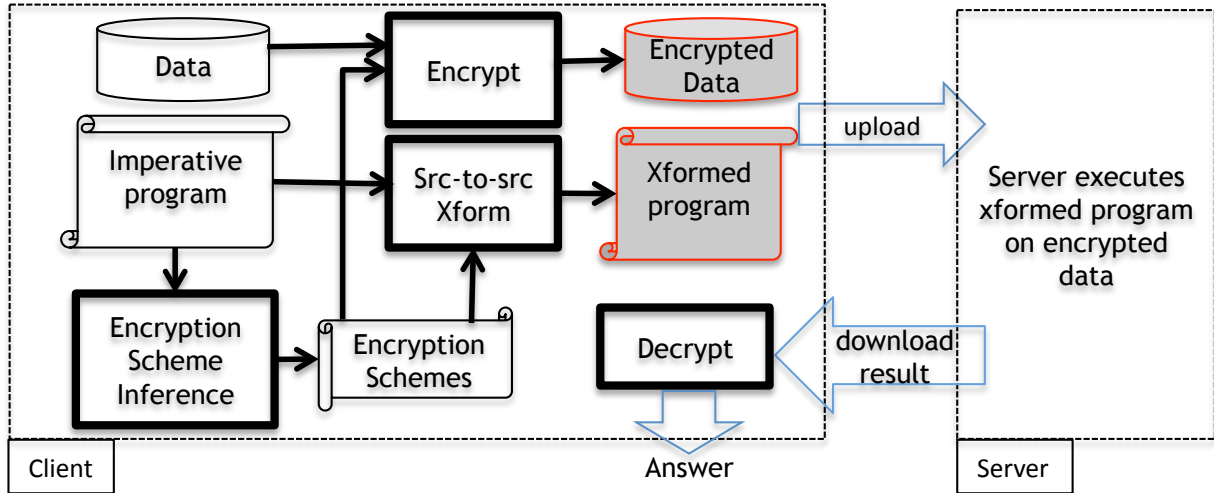 Data
Encrypt
Encrypted
Data
upload
Imperative
program
Src-to-src
Xform
Xformed
program
Server executes
xformed program
on encrypted
data
Encryption
Scheme
Inference
Encryption
Schemes
Decrypt
download
result
Client
Answer
Server